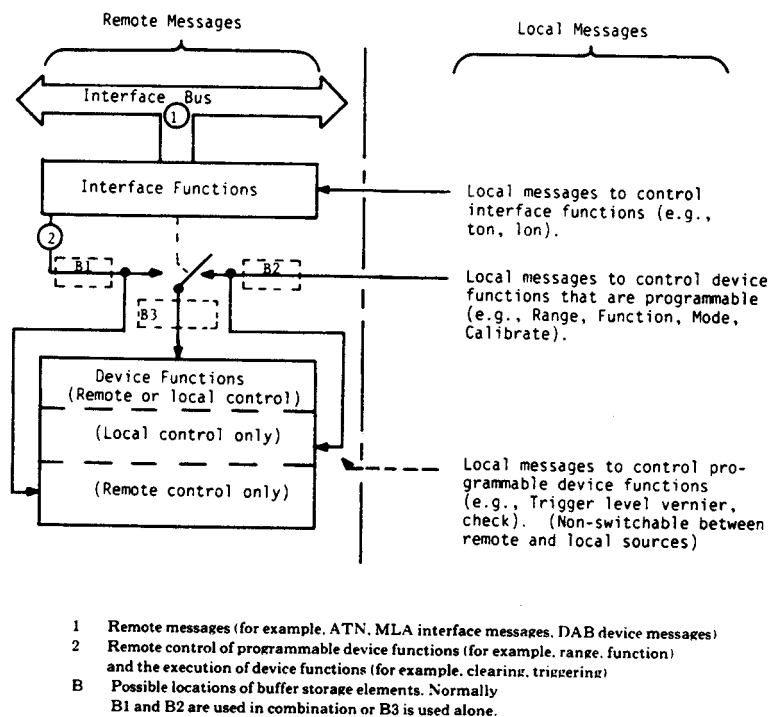 Remote Messages
Local Messages
Interface Bus
1
Interface Functions
Local messages to control
interface functions (e.g.,
ton, lon).
2
B1
B2
Local messages to control device
functions that are programmable
(e.g., Range, Function, Mode,
Calibrate).
B3
Device Functions
(Remote or local control)
(Local control only)
(Remote control only)
Local messages to control pro-
grammable device functions
(e.g., Trigger level vernier,
check). (Non-switchable between
remote and local sources)
1 Remote messages (for example, ATN, MLA interface messages, DAB device messages)
2 Remote control of programmable device functions (for example, range, function)
and the execution of device functions (for example, clearing, triggering)
B Possible locations of buffer storage elements. Normally
B1 and B2 are used in combination or B3 is used alone.